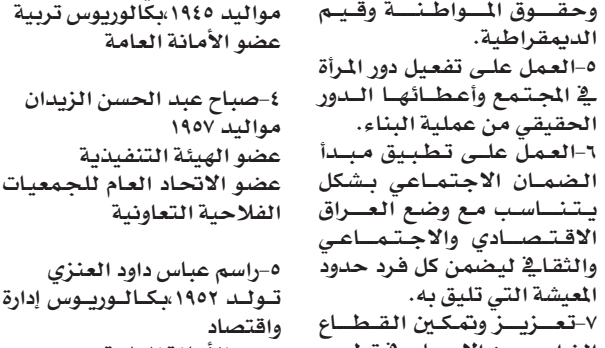 وحقوق المواطنة وقيم
الديمقراطية.
٥-العمل على تفعيل دور المرأة
في المجتمع وأعطائها الدور
الحقيقي من عملية البناء.
٦-العمل على تطبيق مبدأ
الضمان الاجتماعي بشكل
يتناسب مع وضع العراق
الاقتصادي والاجتماعي
والثقافي ليضمن كل فرد حدود
المعيشة التي تليق به.
٧-تعزيز وتمكين القطاع
مواليد ١٩٤٥،بكالوريوس تربية
عضو الأمانة العامة
٤-صباح عبد الحسن الزيدان
مواليد ١٩٥٧
عضو الهيئة التنفيذية
عضو الاتحاد العام للجمعيات
الفلاحية التعاونية
٥-راسم عباس داود العنزي
تولد ١٩٥٢،بكالوريوس إدارة
واقتصاد